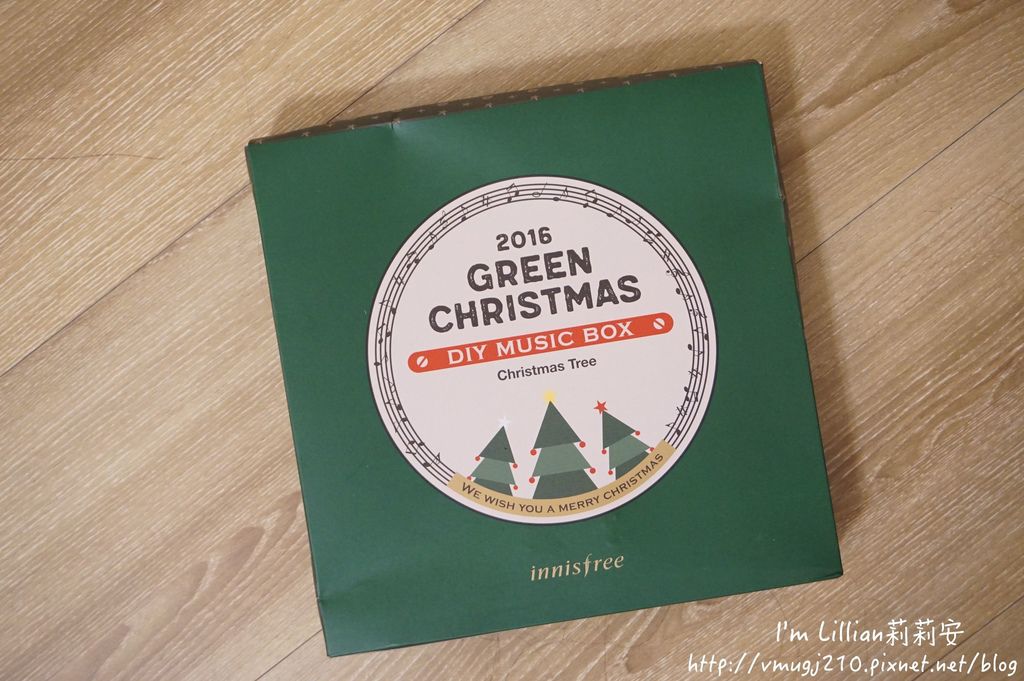 2016
GREEN
CHRISTMAS
DIY MUSIC BOX
Christmas Tree
WE WISH YOU A MERRY CHRISTMAS
innisfree
I'm Lillian莉莉安
http://vmugj210.pixnet.net/blog